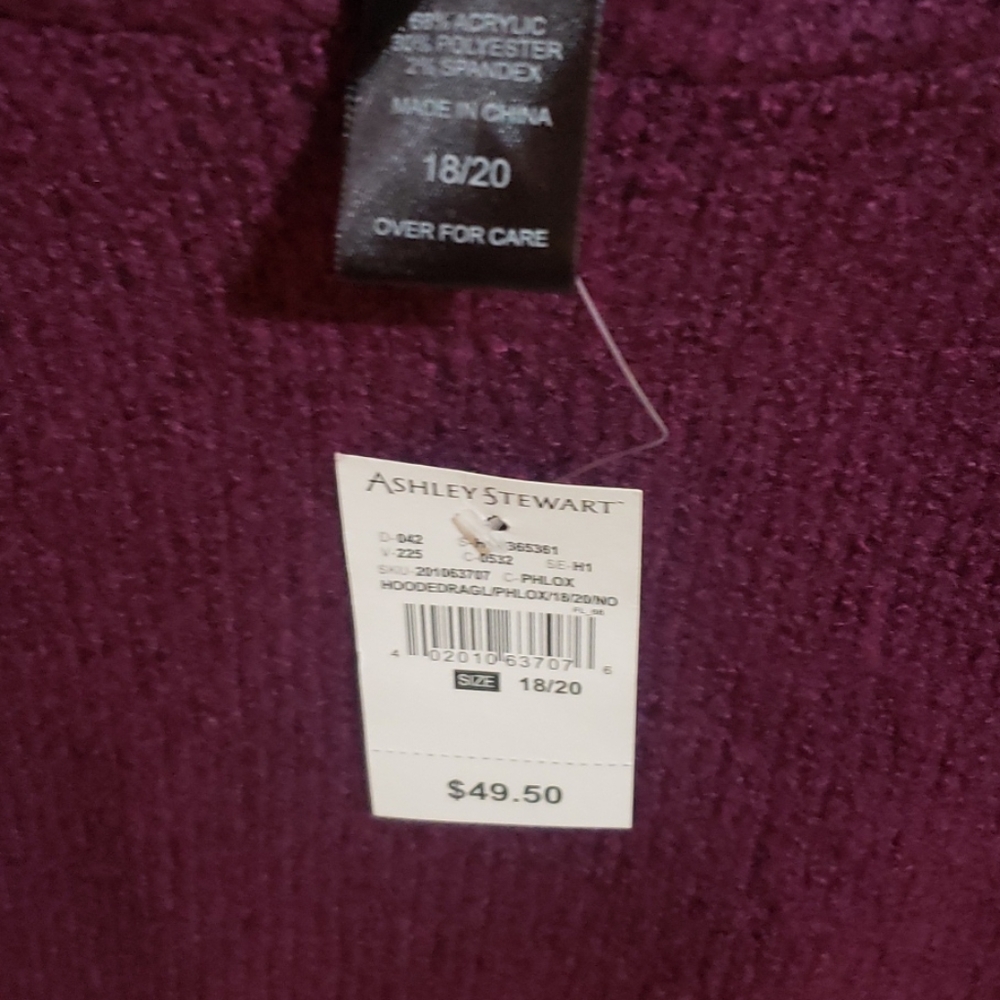 68% ACRYLIC
30% POLYESTER
2% SPANDEX
MADE IN CHINA
18/20
OVER FOR CARE
ASHLEY STEWART™
D-042 365361
V-225 C-0532 SE-H1
SKU-201063707 C-PHLOX
HOODEDRAGL/PHLOX/18/20/NO
4 02010 63707 6
SIZE 18/20
$49.50